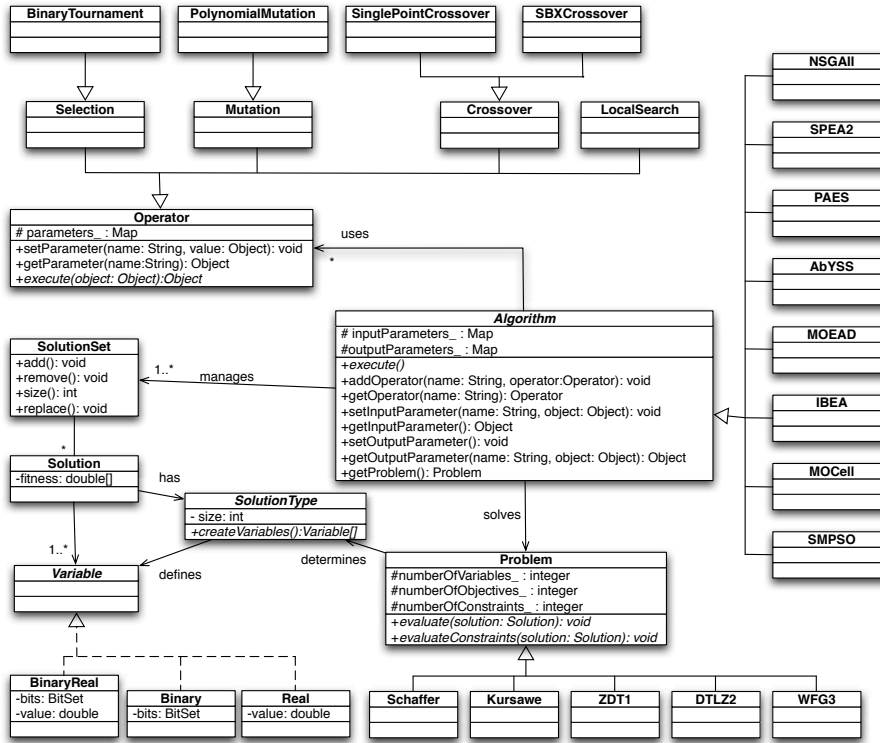 BinaryTournament
PolynomialMutation
SinglePointCrossover
SBXCrossover
NSGAII
Selection
Mutation
Crossover
LocalSearch
SPEA2
PAES
Operator
# parameters_ : Map
+setParameter(name: String, value: Object): void
+getParameter(name:String): Object
+execute(object: Object):Object
uses
*
AbYSS
Algorithm
# inputParameters_ : Map
#outputParameters_ : Map
+execute()
+addOperator(name: String, operator:Operator): void
+getOperator(name: String): Operator
+setInputParameter(name: String, object: Object): void
+getInputParameter(): Object
+setOutputParameter(): void
+getOutputParameter(name: String, object: Object): Object
+getProblem(): Problem
MOEAD
SolutionSet
+add(): void
+remove(): void
+size(): int
+replace(): void
1..*
manages
IBEA
*
Solution
-fitness: double[]
has
MOCell
SolutionType
- size: int
+createVariables():Variable[]
solves
SMPSO
1..*
defines
determines
Variable
Problem
#numberOfVariables_ : integer
#numberOfObjectives_ : integer
#numberOfConstraints_ : integer
+evaluate(solution: Solution): void
+evaluateConstraints(solution: Solution): void
BinaryReal
-bits: BitSet
-value: double
Binary
-bits: BitSet
Real
-value: double
Schaffer
Kursawe
ZDT1
DTLZ2
WFG3